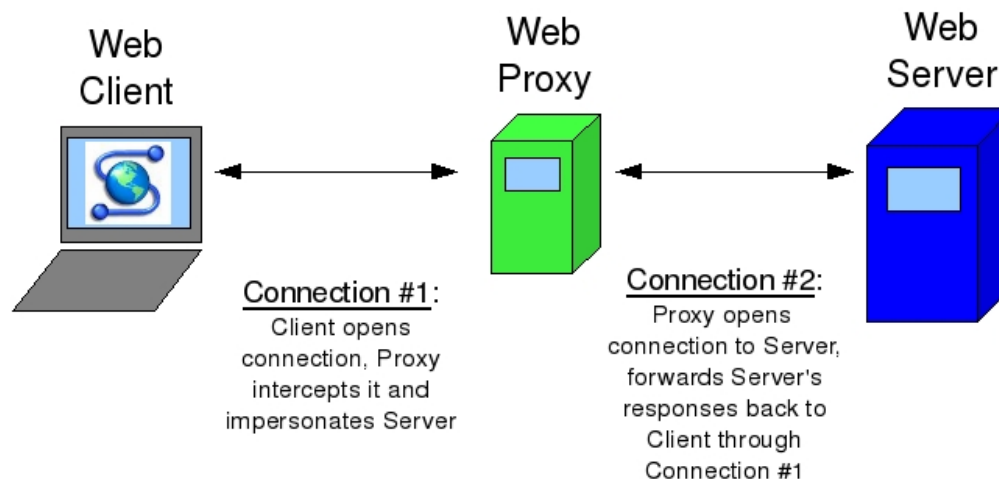 Web
Client
Web
Proxy
Web
Server
Connection #1:
Client opens
connection, Proxy
intercepts it and
impersonates Server
Connection #2:
Proxy opens
connection to Server,
forwards Server's
responses back to
Client through
Connection #1